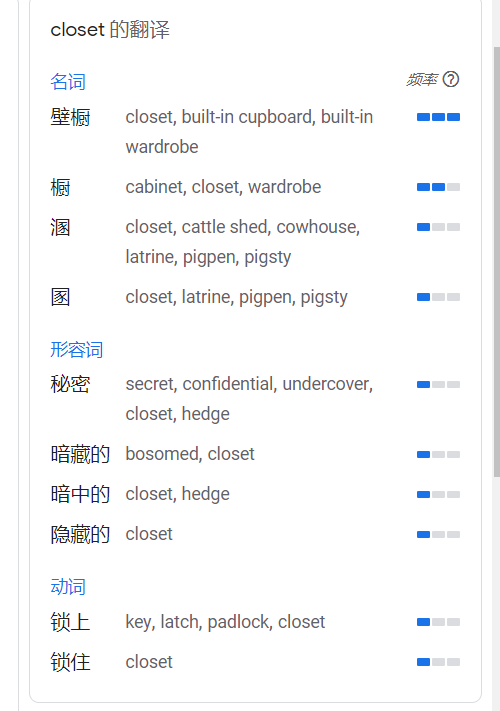 closet 的翻译
名词 频率
壁橱 closet, built-in cupboard, built-in
wardrobe
橱 cabinet, closet, wardrobe
溷 closet, cattle shed, cowhouse,
latrine, pigpen, pigsty
圂 closet, latrine, pigpen, pigsty
形容词
秘密 secret, confidential, undercover,
closet, hedge
暗藏的 bosomed, closet
暗中的 closet, hedge
隐藏的 closet
动词
锁上 key, latch, padlock, closet
锁住 closet